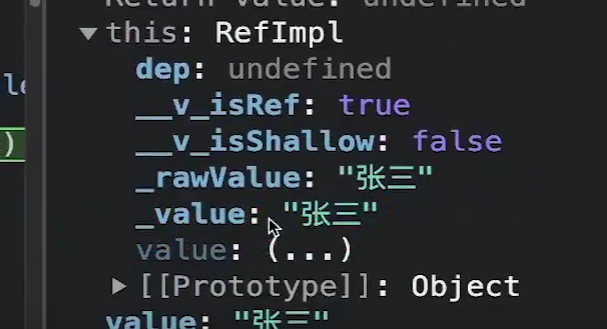 Return value: undefined
▼ this: RefImpl
dep: undefined
__v_isRef: true
__v_isShallow: false
_rawValue: "张三"
_value: "张三"
value: (...)
▶ [[Prototype]]: Object
value: "张三"
le
)